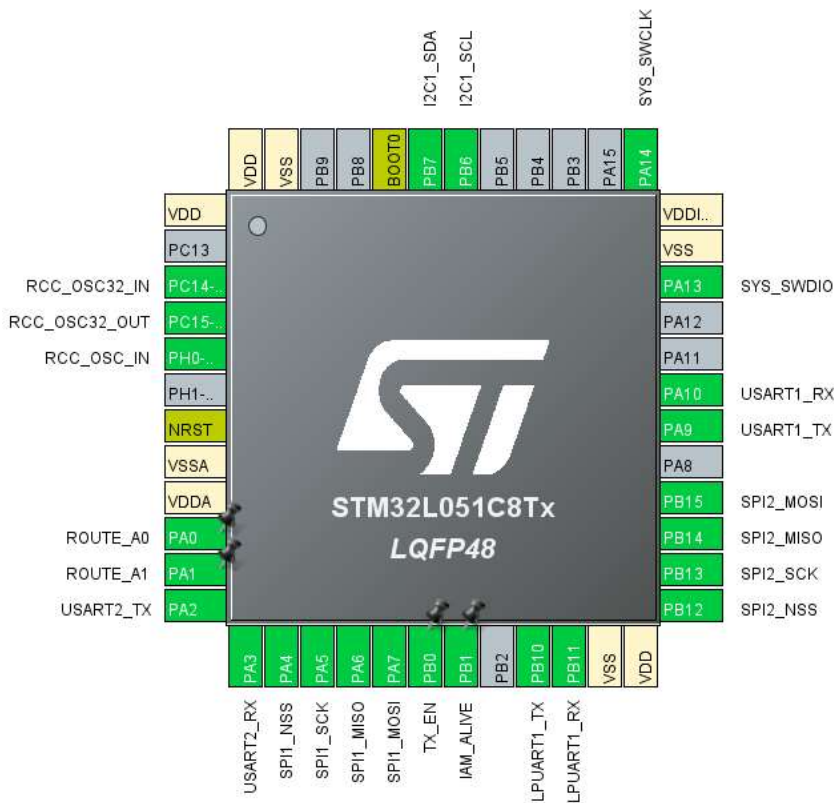 I2C1_SDA
I2C1_SCL
SYS_SWCLK
VDD
VSS
PB9
PB8
BOOT0
PB7
PB6
PB5
PB4
PB3
PA15
PA14
VDD
PC13
RCC_OSC32_IN PC14-..
RCC_OSC32_OUT PC15-..
RCC_OSC_IN PH0-..
PH1-..
NRST
VSSA
VDDA
ROUTE_A0 PA0
ROUTE_A1 PA1
USART2_TX PA2
STM32L051C8Tx
LQFP48
VDDI..
VSS
PA13 SYS_SWDIO
PA12
PA11
PA10 USART1_RX
PA9 USART1_TX
PA8
PB15 SPI2_MOSI
PB14 SPI2_MISO
PB13 SPI2_SCK
PB12 SPI2_NSS
PA3
PA4
PA5
PA6
PA7
PB0
PB1
PB2
PB10
PB11
VSS
VDD
USART2_RX
SPI1_NSS
SPI1_SCK
SPI1_MISO
SPI1_MOSI
TX_EN
IAM_ALIVE
LPUART1_TX
LPUART1_RX